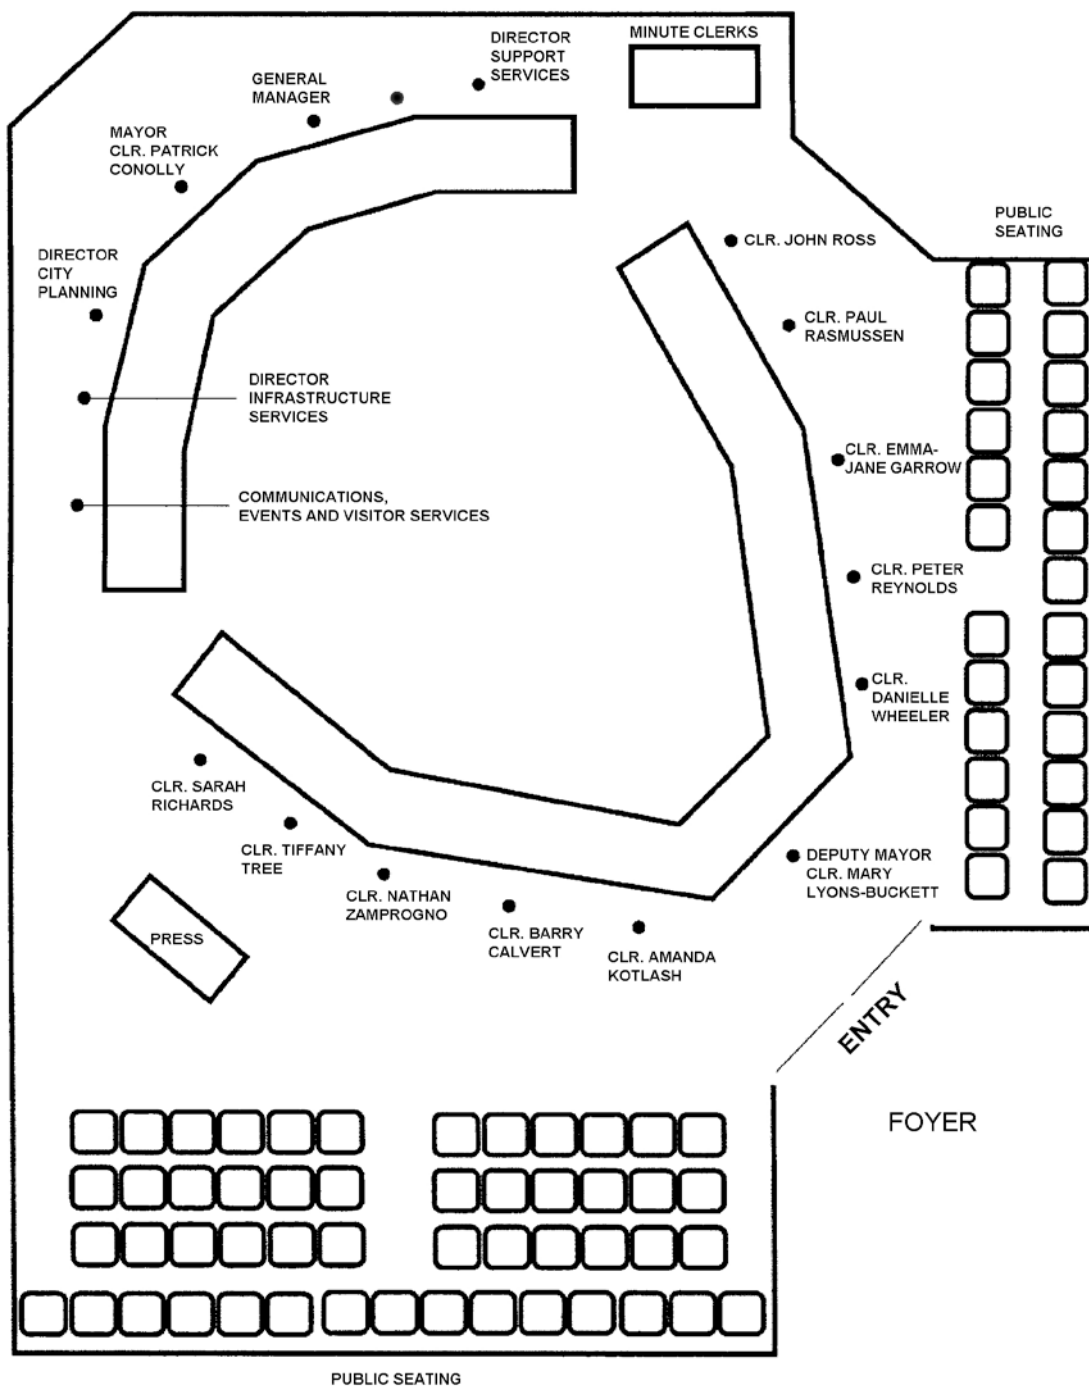 MINUTE CLERKS
DIRECTOR
SUPPORT
SERVICES
GENERAL
MANAGER
MAYOR
CLR. PATRICK
CONOLLY
DIRECTOR
CITY
PLANNING
DIRECTOR
INFRASTRUCTURE
SERVICES
COMMUNICATIONS,
EVENTS AND VISITOR SERVICES
CLR. JOHN ROSS
PUBLIC
SEATING
CLR. PAUL
RASMUSSEN
CLR. EMMA-
JANE GARROW
CLR. PETER
REYNOLDS
CLR.
DANIELLE
WHEELER
DEPUTY MAYOR
CLR. MARY
LYONS-BUCKETT
CLR. SARAH
RICHARDS
CLR. TIFFANY
TREE
CLR. NATHAN
ZAMPROGNO
CLR. BARRY
CALVERT
CLR. AMANDA
KOTLASH
PRESS
ENTRY
FOYER
PUBLIC SEATING